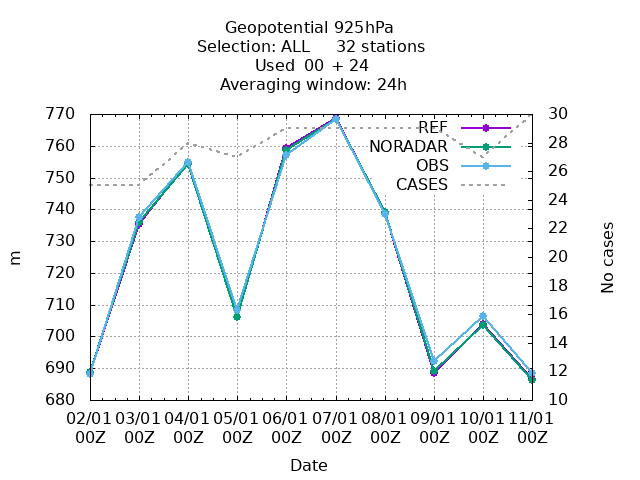 Geopotential 925hPa
Selection: ALL 32 stations
Used 00 + 24
Averaging window: 24h
770 30
REF
760 28
NORADAR
750 26
OBS
CASES
740 24
730 22
720 20
710 18
700 16
690 14
680 12
10
m
No cases
02/01 03/01 04/01 05/01 06/01 07/01 08/01 09/01 10/01 11/01
00Z 00Z 00Z 00Z 00Z 00Z 00Z 00Z 00Z 00Z
Date